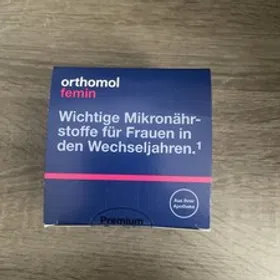 orthomol
femin
Wichtige Mikronähr-
stoffe für Frauen in
den Wechseljahren.¹
Aus Ihrer
Apotheke
Premium